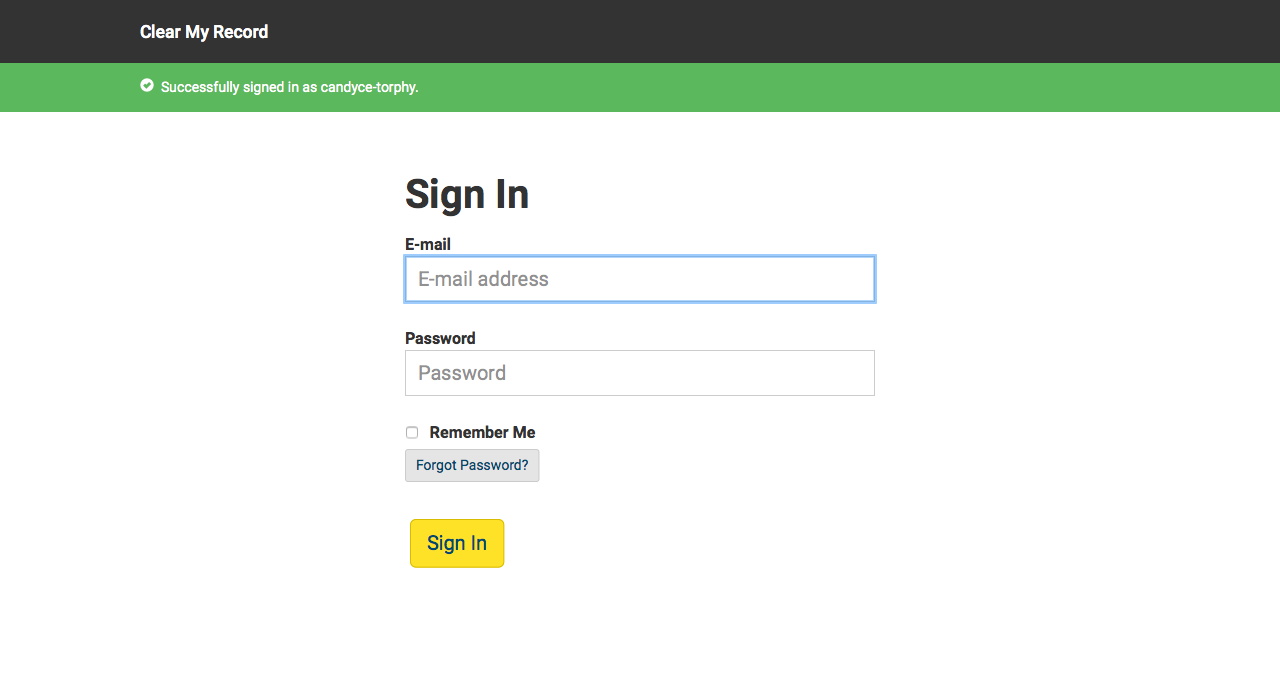 Clear My Record
Successfully signed in as candyce-torphy.
Sign In
E-mail
E-mail address
Password
Password
Remember Me
Forgot Password?
Sign In